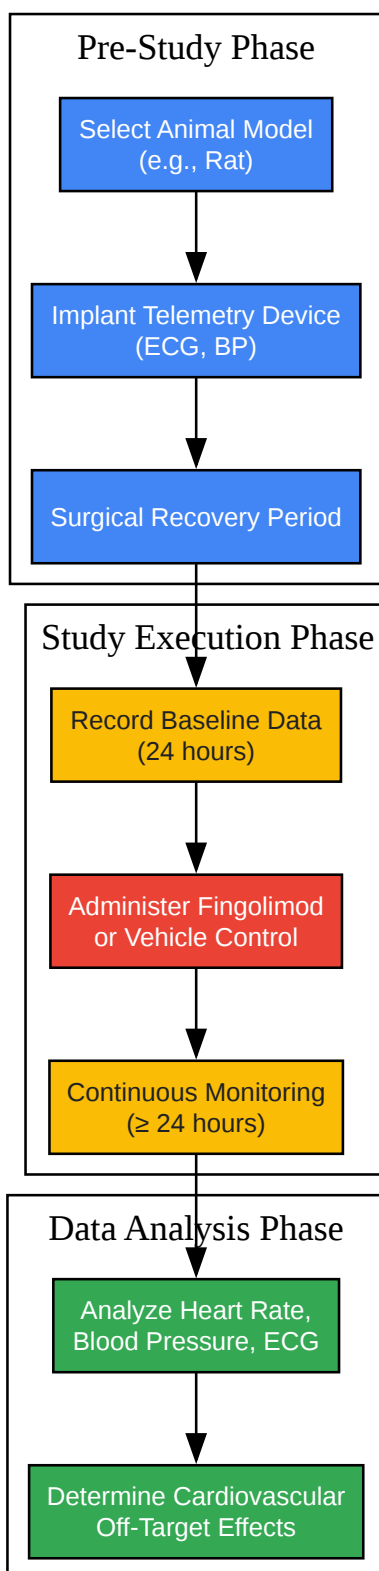 Pre-Study Phase
Select Animal Model
(e.g., Rat)
Implant Telemetry Device
(ECG, BP)
Surgical Recovery Period
Study Execution Phase
Record Baseline Data
(24 hours)
Administer Fingolimod
or Vehicle Control
Continuous Monitoring
(≥ 24 hours)
Data Analysis Phase
Analyze Heart Rate,
Blood Pressure, ECG
Determine Cardiovascular
Off-Target Effects